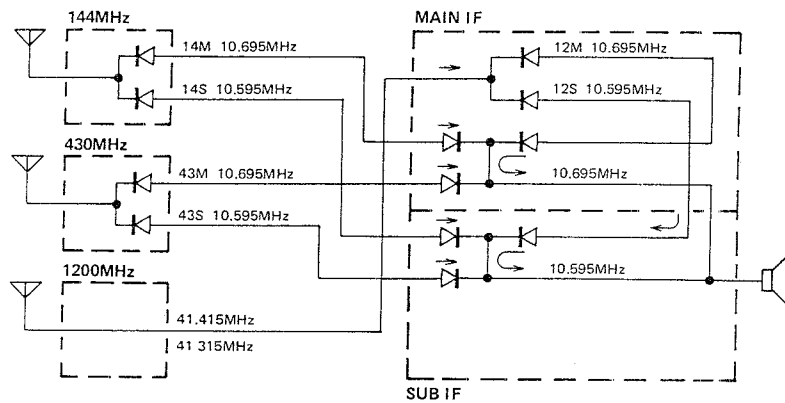 144MHz
MAIN IF
14M 10.695MHz
14S 10.595MHz
12M 10.695MHz
12S 10.595MHz
430MHz
43M 10.695MHz
43S 10.595MHz
10.695MHz
1200MHz
10.595MHz
41.415MHz
41 315MHz
SUB IF